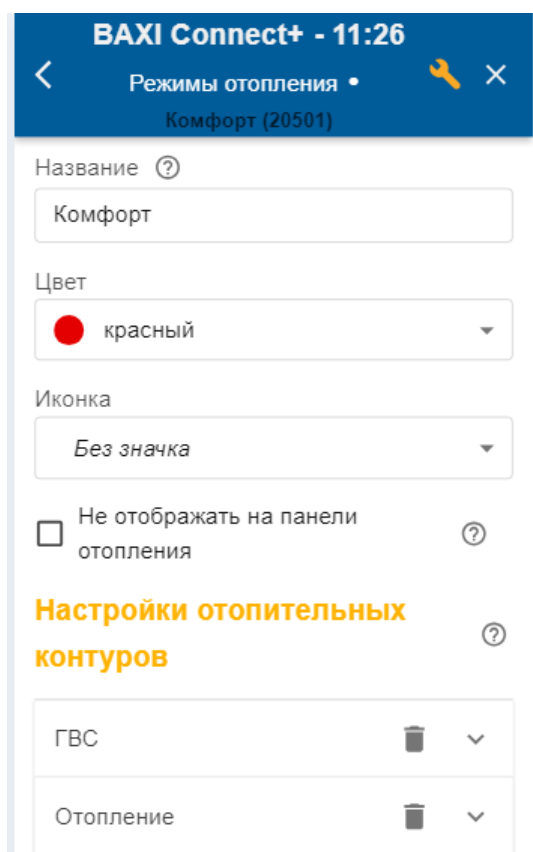 BAXI Connect+ - 11:26
Режимы отопления •
Комфорт (20501)
Название
Комфорт
Цвет
красный
Иконка
Без значка
Не отображать на панели
отопления
Настройки отопительных
контуров
ГВС
Отопление